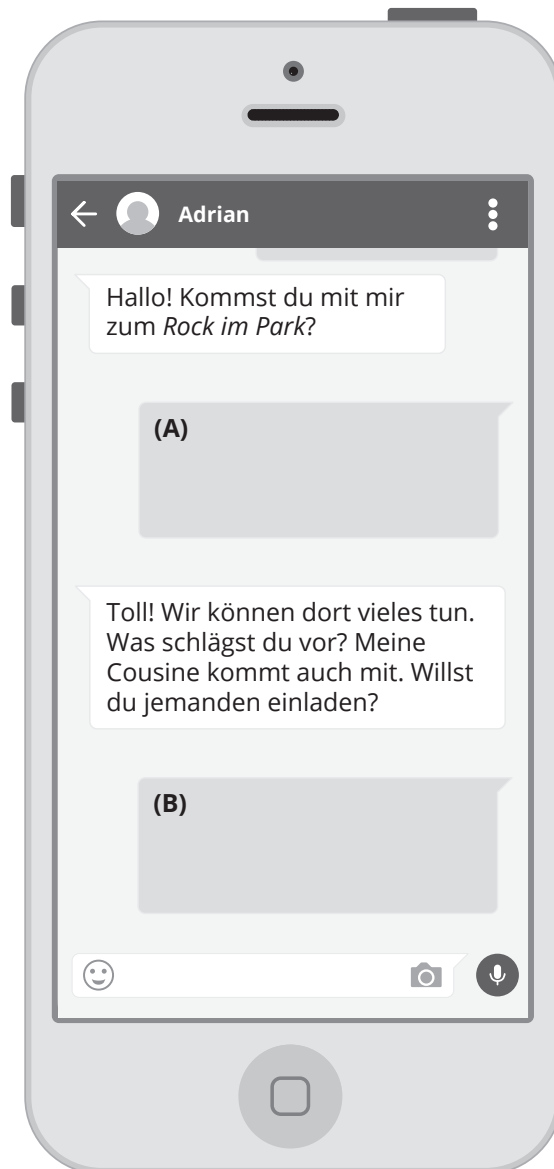 Adrian
Hallo! Kommst du mit mir
zum Rock im Park?
(A)
Toll! Wir können dort vieles tun.
Was schlägst du vor? Meine
Cousine kommt auch mit. Willst
du jemanden einladen?
(B)